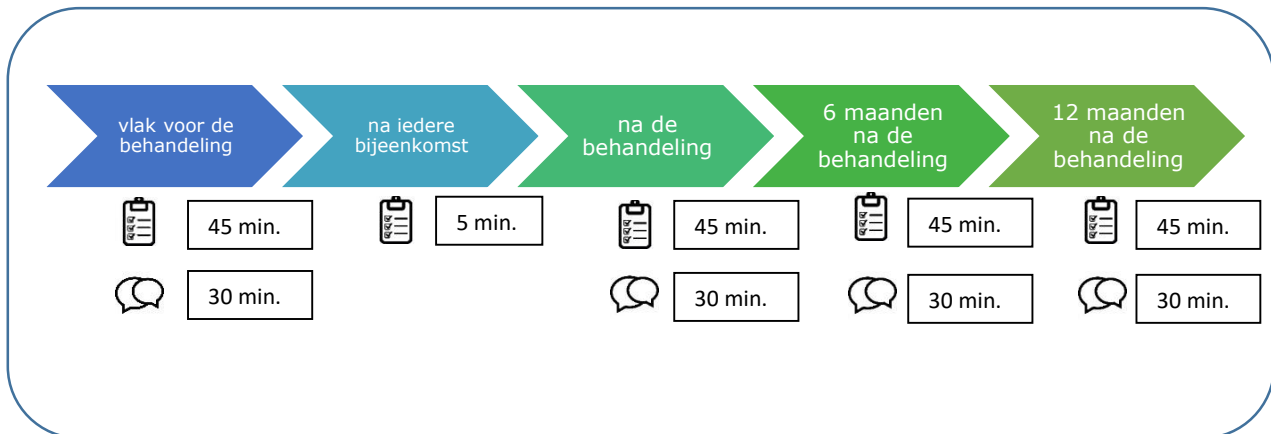 vlak voor de
behandeling
na iedere
bijeenkomst
na de
behandeling
6 maanden
na de
behandeling
12 maanden
na de
behandeling
45 min.
5 min.
45 min.
45 min.
45 min.
30 min.
30 min.
30 min.
30 min.